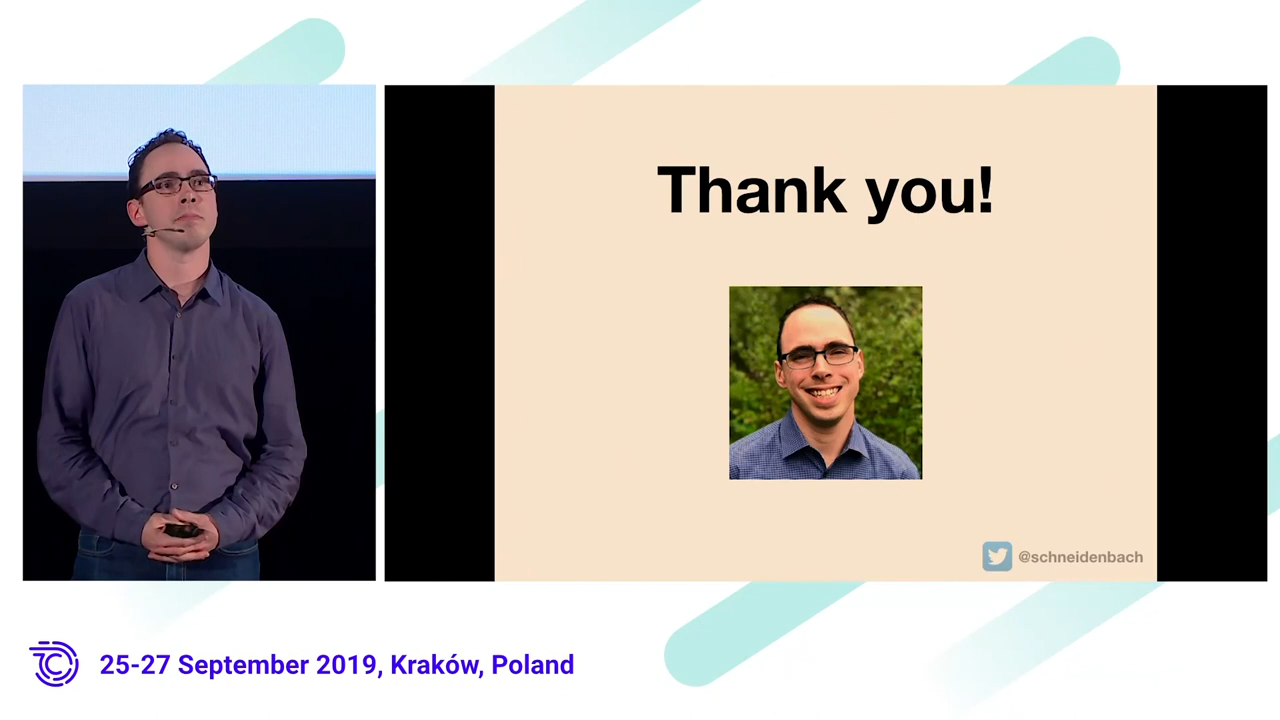 Thank you!
@schneidenbach
25-27 September 2019, Kraków, Poland